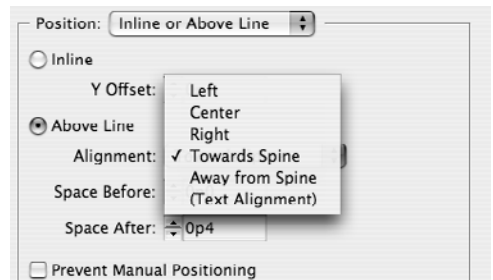 Position: Inline or Above Line
Inline
Y Offset:
Left
Center
Above Line
Right
Alignment: ✓ Towards Spine
Away from Spine
Space Before:
(Text Alignment)
Space After: 0p4
Prevent Manual Positioning